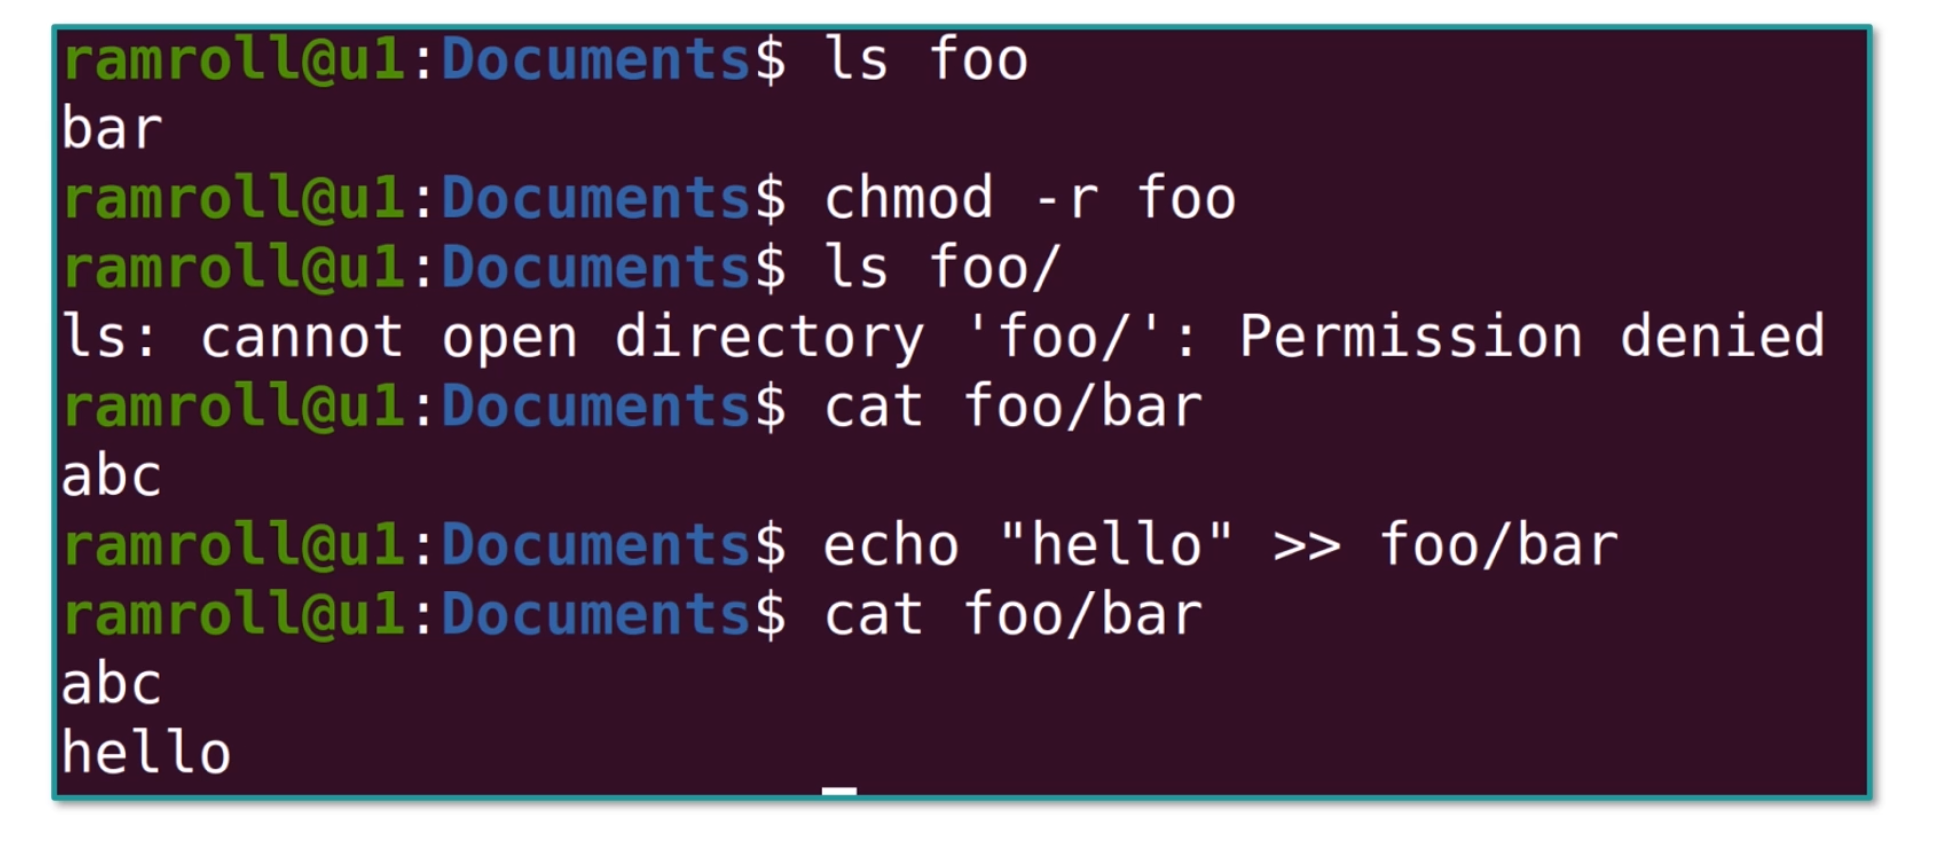 ramroll@u1:Documents$ ls foo
bar
ramroll@u1:Documents$ chmod -r foo
ramroll@u1:Documents$ ls foo/
ls: cannot open directory 'foo/': Permission denied
ramroll@u1:Documents$ cat foo/bar
abc
ramroll@u1:Documents$ echo "hello" >> foo/bar
ramroll@u1:Documents$ cat foo/bar
abc
hello